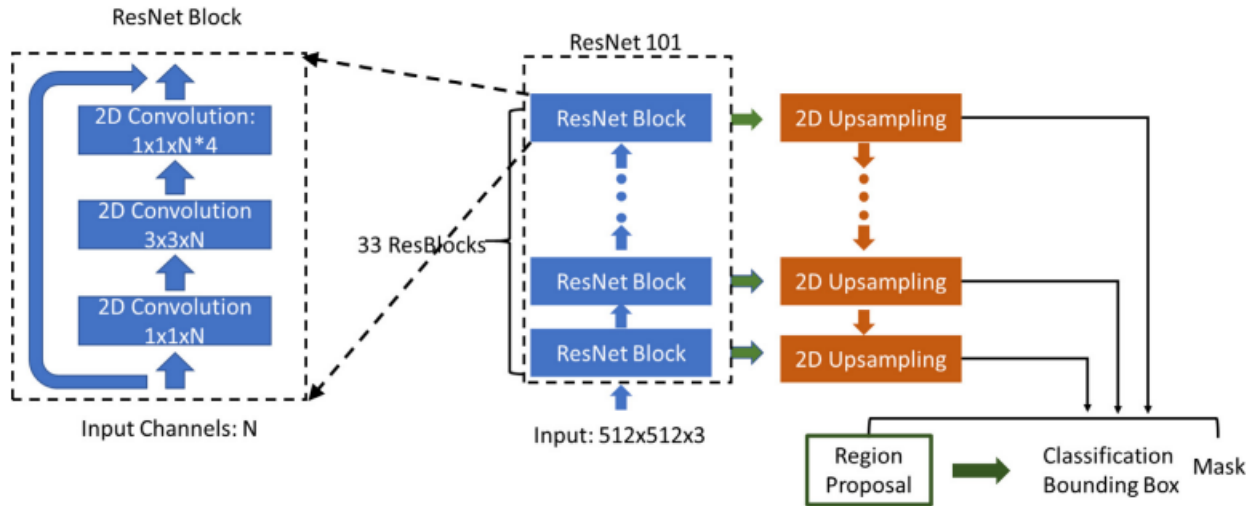 ResNet Block
2D Convolution:
1x1xN*4
2D Convolution
3x3xN
2D Convolution
1x1xN
Input Channels: N
ResNet 101
33 ResBlocks
ResNet Block
ResNet Block
ResNet Block
Input: 512x512x3
2D Upsampling
2D Upsampling
2D Upsampling
Region
Proposal
Classification
Bounding Box
Mask